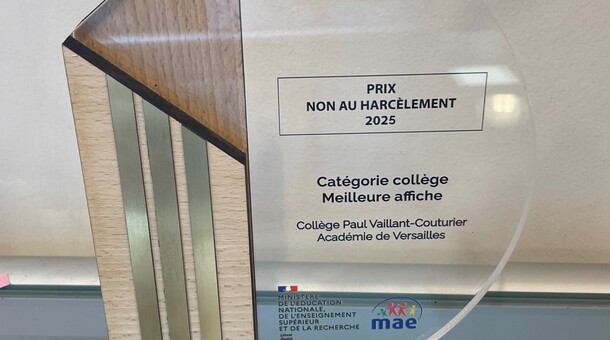 PRIX
NON AU HARCÈLEMENT
2025
Catégorie collège
Meilleure affiche
Collège Paul Vaillant-Couturier
Académie de Versailles
MINISTÈRE
DE L'ÉDUCATION
NATIONALE,
DE L'ENSEIGNEMENT
SUPÉRIEUR
ET DE LA RECHERCHE
mae